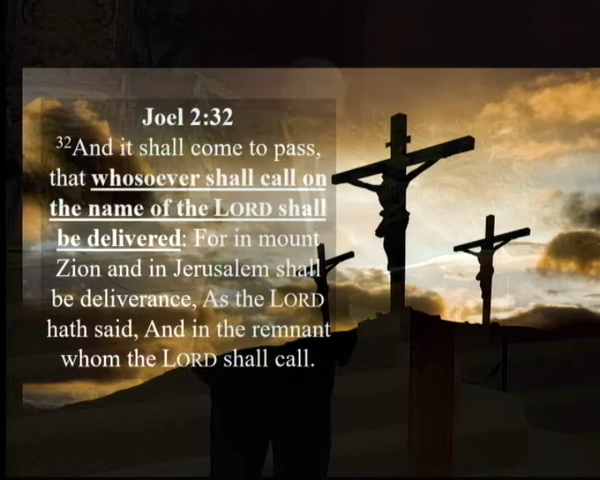 Joel 2:32
³²And it shall come to pass,
that whosoever shall call on
the name of the LORD shall
be delivered: For in mount
Zion and in Jerusalem shall
be deliverance, As the LORD
hath said, And in the remnant
whom the LORD shall call.